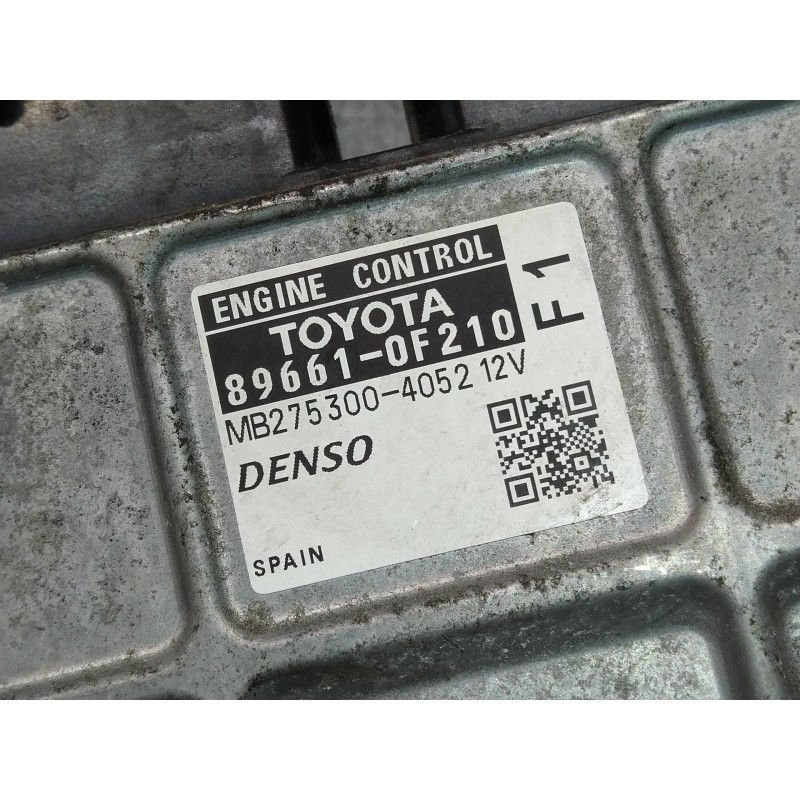 ENGINE CONTROL
TOYOTA
89661-0F210
F1
MB275300-4052 12V
DENSO
SPAIN